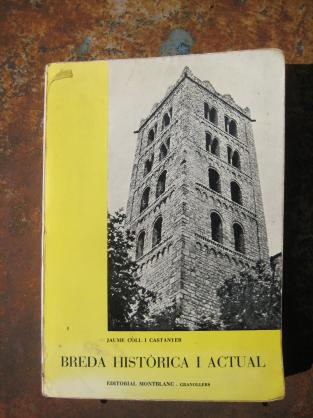 JAUME COLL I CASTANYER
BREDA HISTÒRICA I ACTUAL
EDITORIAL MONTBLANC - GRANOLLERS